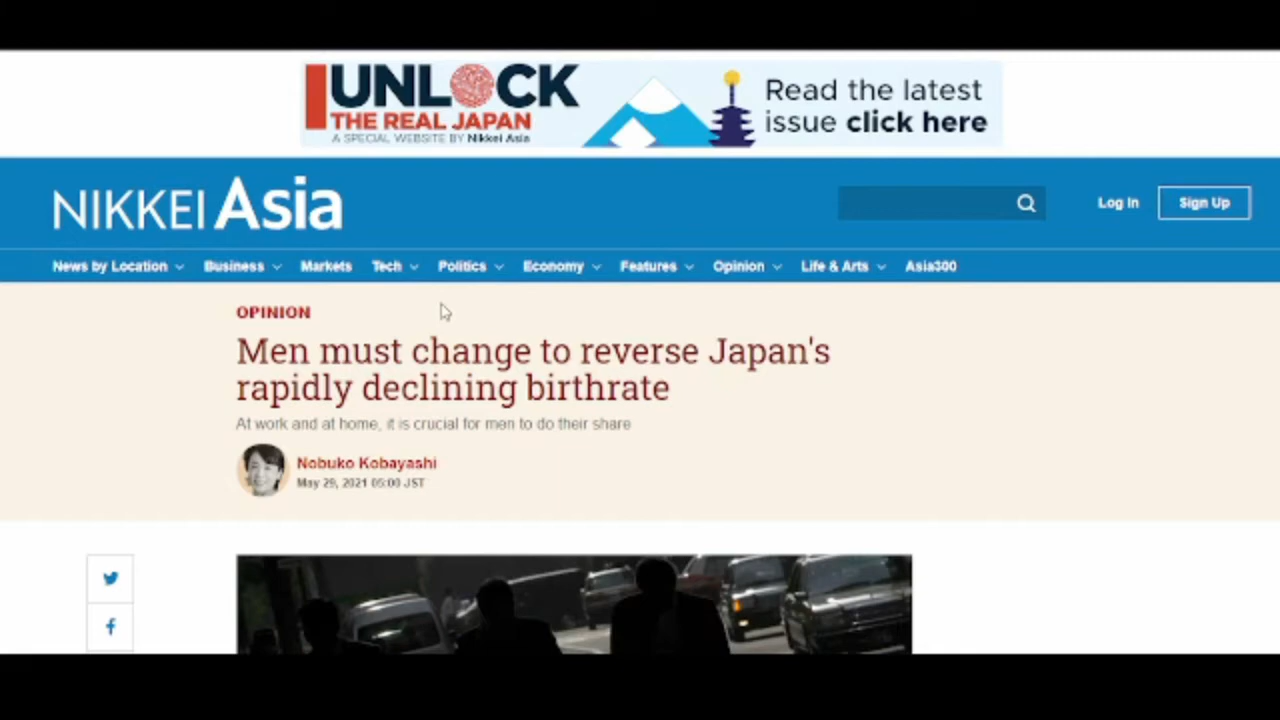 UNLOCK
THE REAL JAPAN
A SPECIAL WEBSITE BY Nikkei Asia
Read the latest
issue click here
NIKKEI Asia
Log In
Sign Up
News by Location
Business
Markets
Tech
Politics
Economy
Features
Opinion
Life & Arts
Asia300
OPINION
Men must change to reverse Japan's
rapidly declining birthrate
At work and at home, it is crucial for men to do their share
Nobuko Kobayashi
May 29, 2021 05:00 JST